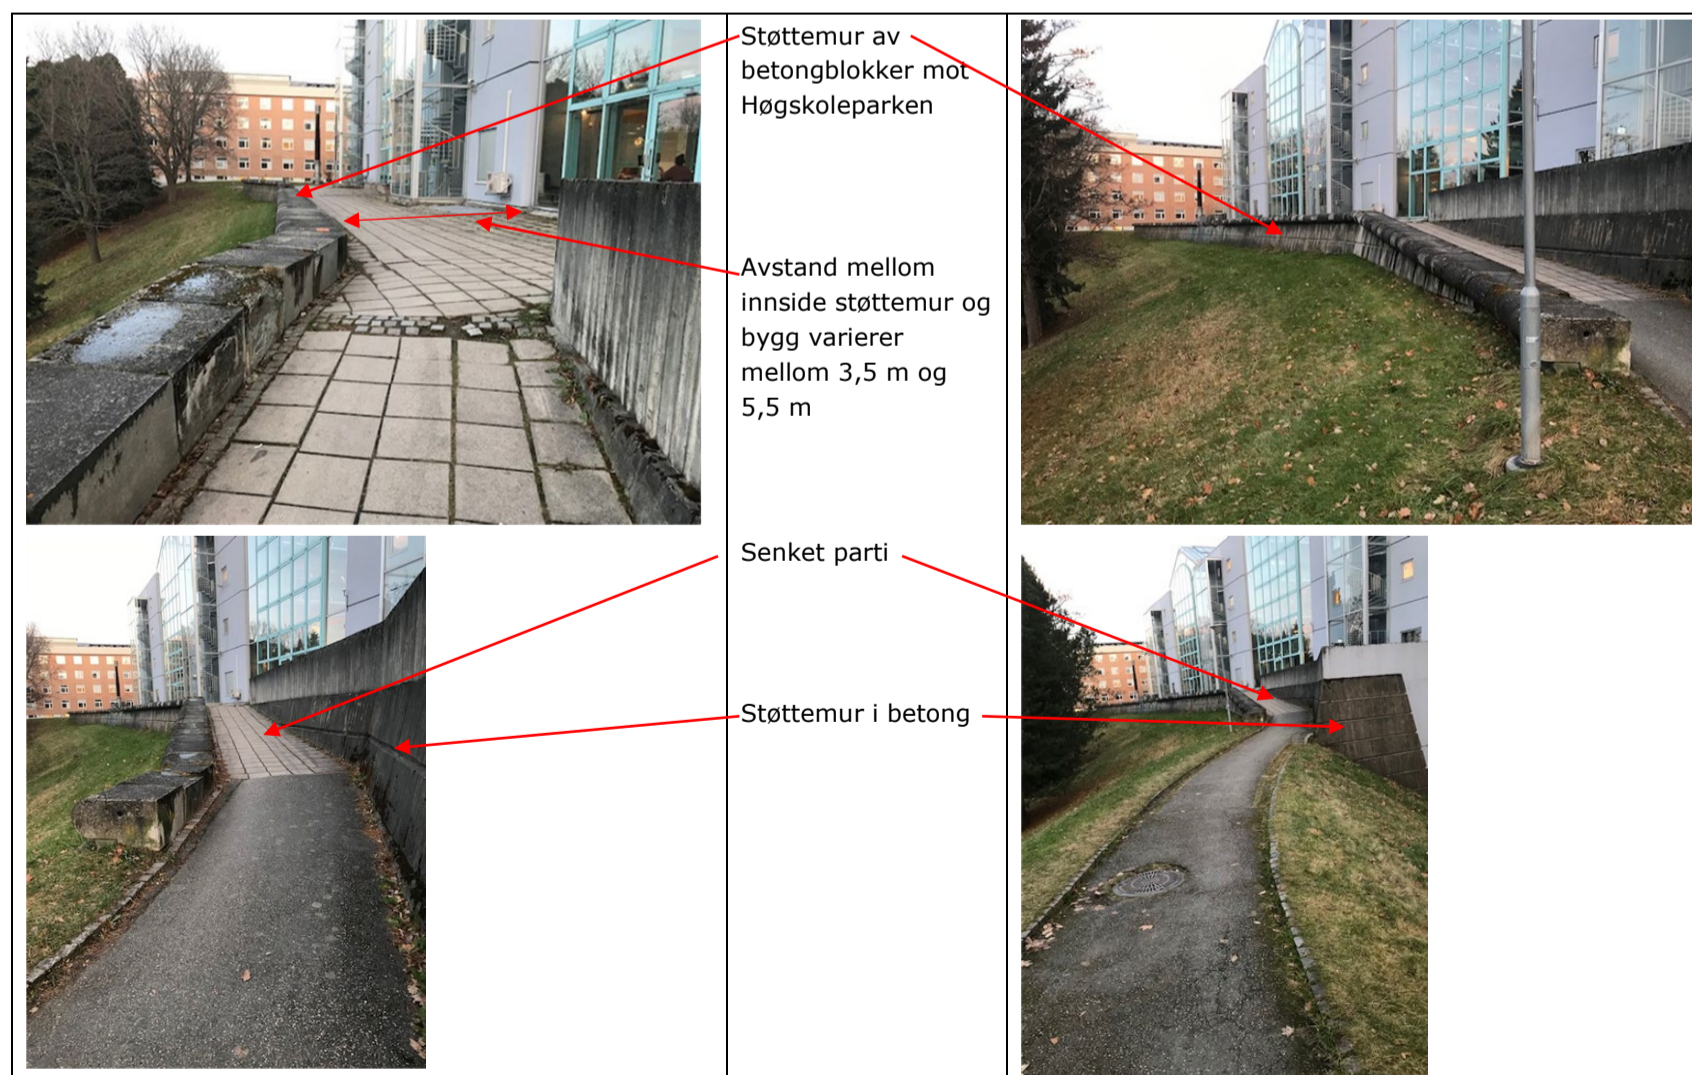 Støttemur av
betongblokker mot
Høgskoleparken
Avstand mellom
innside støttemur og
bygg varierer
mellom 3,5 m og
5,5 m
Senket parti
Støttemur i betong